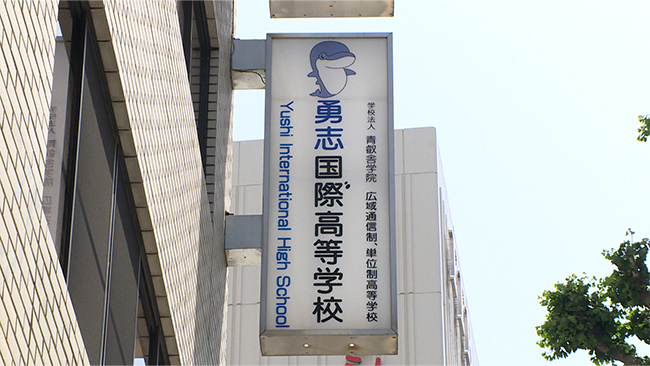 学校法人 青叡舎学院 広域通信制、単位制高等学校
勇志国際高等学校
Yushi International High School